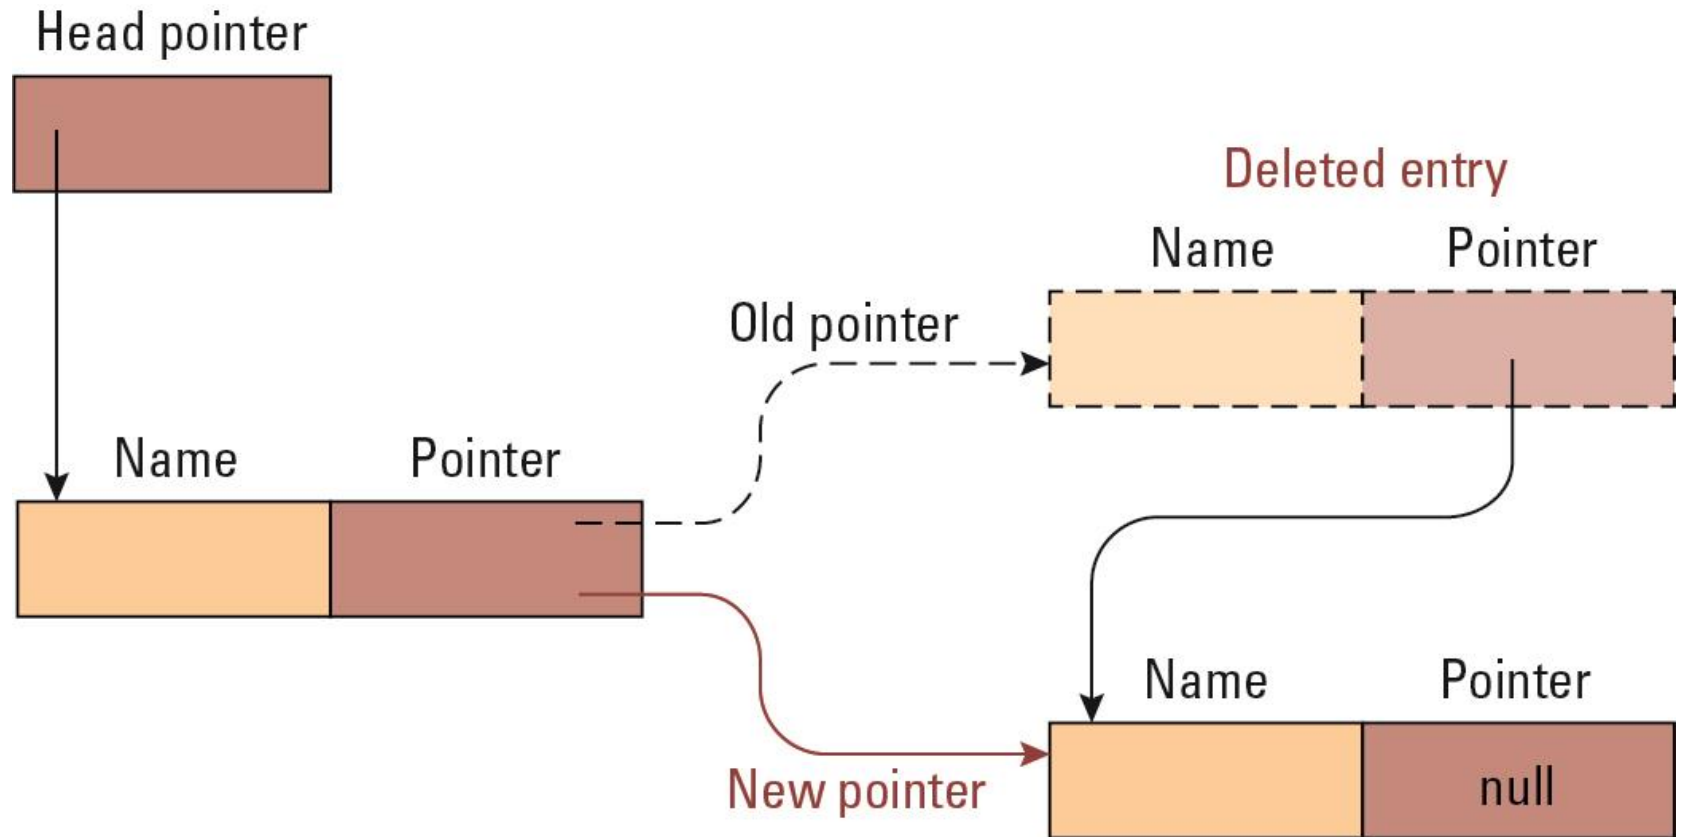 Head pointer
Deleted entry
Name Pointer
Old pointer
Name Pointer
Name Pointer
New pointer
null